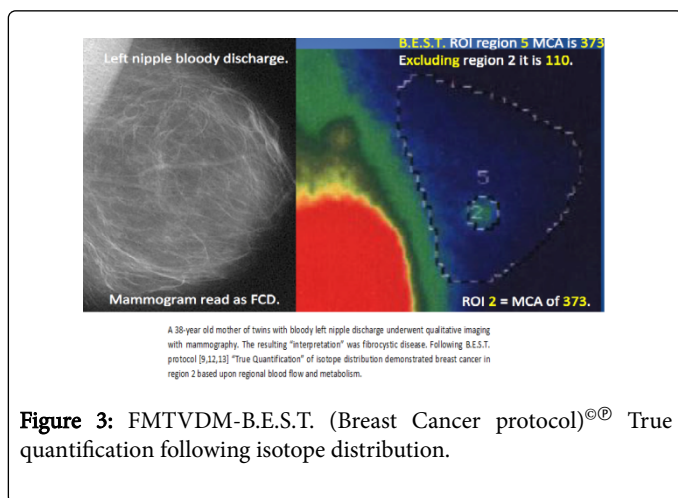 Left nipple bloody discharge.
B.E.S.T. ROI region 5 MCA is 373
Excluding region 2 it is 110.
5
2
Mammogram read as FCD.
ROI 2 = MCA of 373.
A 38-year old mother of twins with bloody left nipple discharge underwent qualitative imaging
with mammography. The resulting "interpretation" was fibrocystic disease. Following B.E.S.T.
protocol [9,12,13] "True Quantification" of isotope distribution demonstrated breast cancer in
region 2 based upon regional blood flow and metabolism.
Figure 3: FMTVDM-B.E.S.T. (Breast Cancer protocol)©℗ True
quantification following isotope distribution.